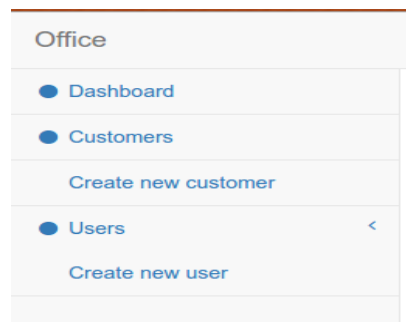 Office
Dashboard
Customers
Create new customer
Users <
Create new user